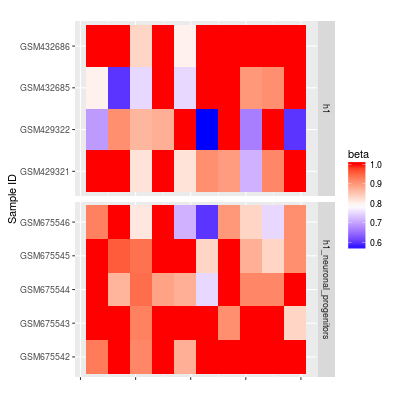 GSM432686
GSM432685
GSM429322
GSM429321
h1
GSM675546
GSM675545
GSM675544
GSM675543
GSM675542
h1_neuronal_progenitors
Sample ID
beta
1.0
0.9
0.8
0.7
0.6